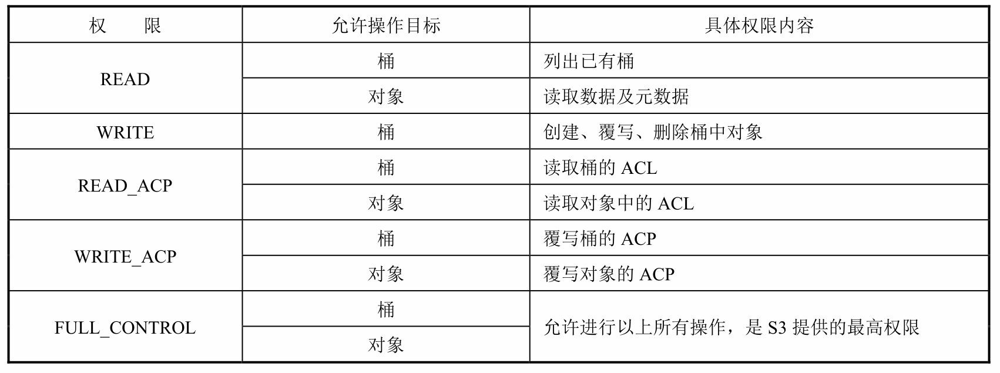 权 限 允许操作目标 具体权限内容
READ 桶 列出已有桶
对象 读取数据及元数据
WRITE 桶 创建、覆写、删除桶中对象
READ_ACP 桶 读取桶的 ACL
对象 读取对象中的 ACL
WRITE_ACP 桶 覆写桶的 ACP
对象 覆写对象的 ACP
FULL_CONTROL 桶 允许进行以上所有操作，是 S3 提供的最高权限
对象